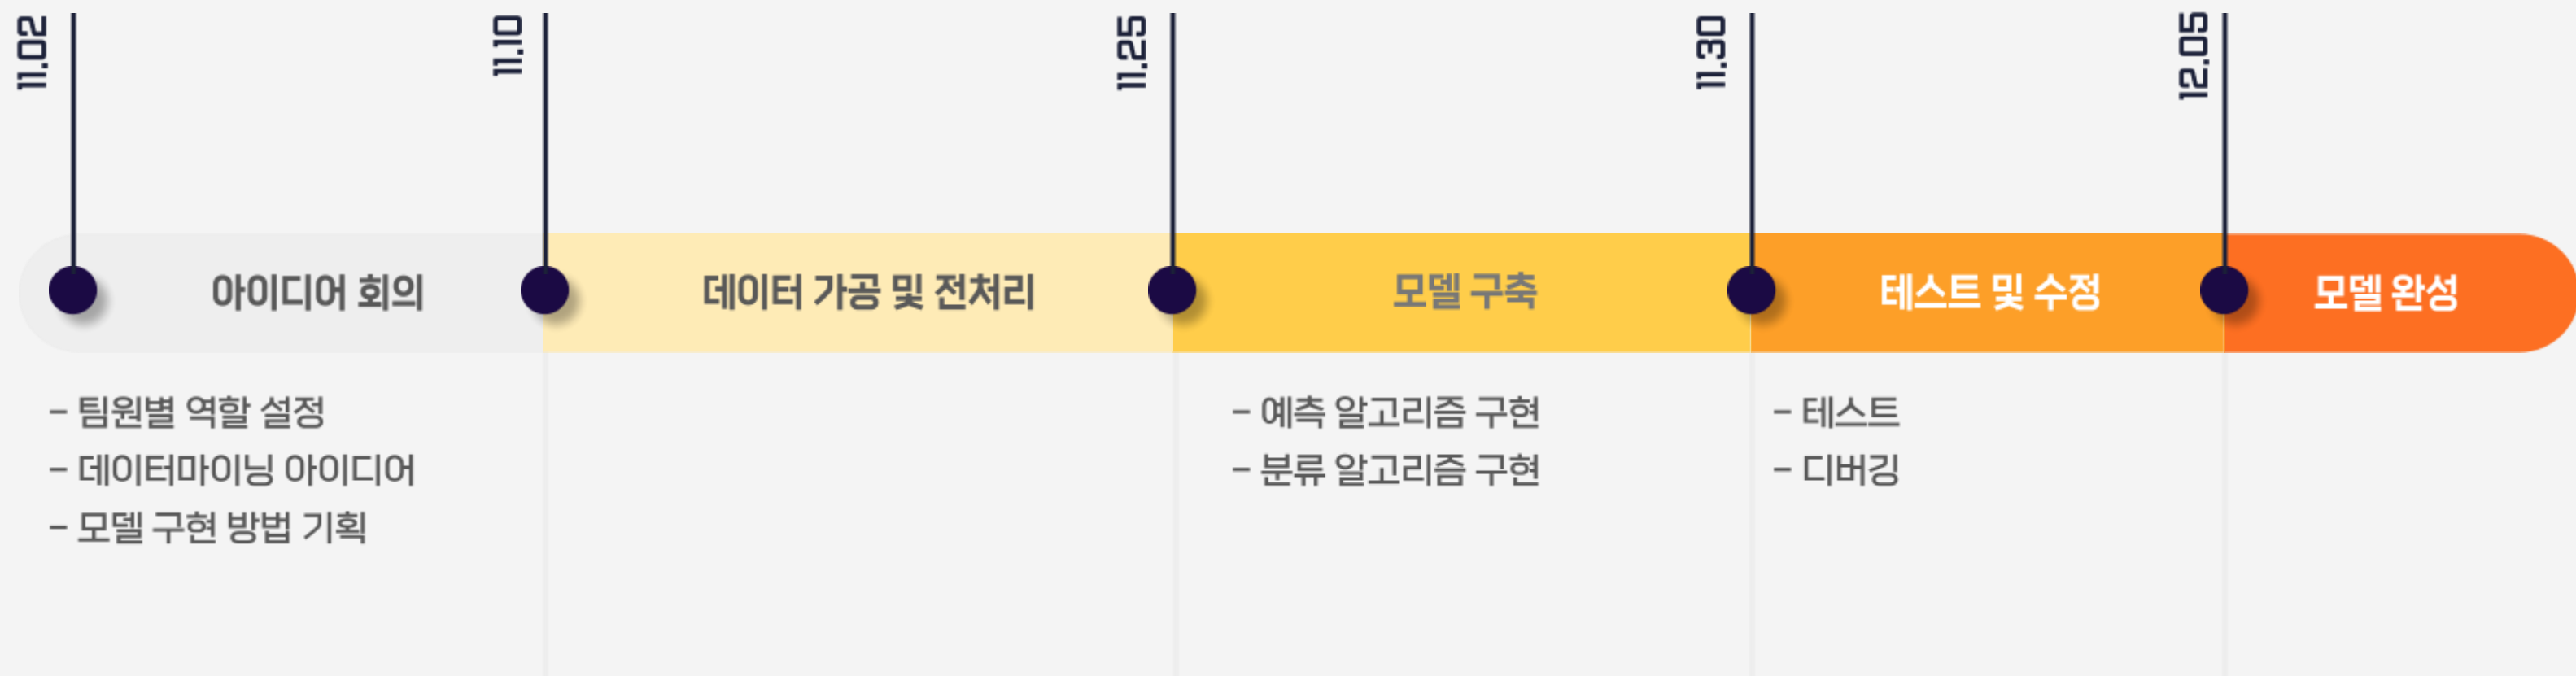 11.02
11.10
11.25
11.30
12.05
아이디어 회의
데이터 가공 및 전처리
모델 구축
테스트 및 수정
모델 완성
- 팀원별 역할 설정
- 데이터마이닝 아이디어
- 모델 구현 방법 기획
- 예측 알고리즘 구현
- 분류 알고리즘 구현
- 테스트
- 디버깅